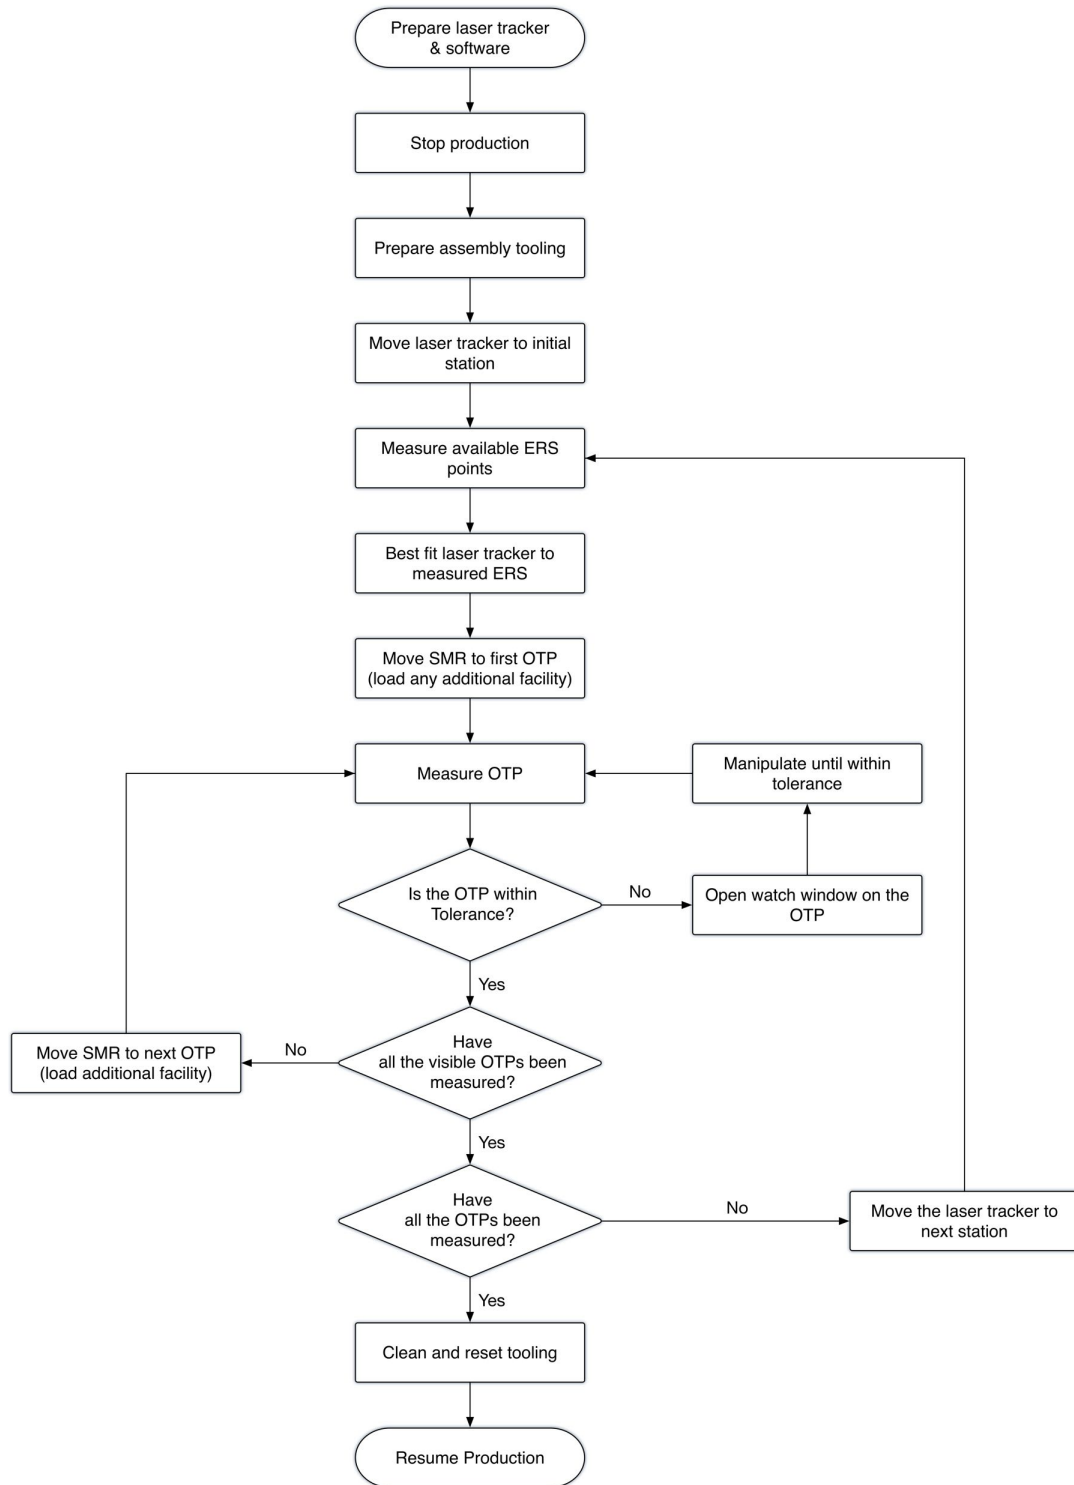 Prepare laser tracker
& software
Stop production
Prepare assembly tooling
Move laser tracker to initial
station
Measure available ERS
points
Best fit laser tracker to
measured ERS
Move SMR to first OTP
(load any additional facility)
Measure OTP
Manipulate until within
tolerance
Is the OTP within
Tolerance?
No
Open watch window on the
OTP
Yes
Have
all the visible OTPs been
measured?
No
Move SMR to next OTP
(load additional facility)
Yes
Have
all the OTPs been
measured?
No
Move the laser tracker to
next station
Yes
Clean and reset tooling
Resume Production